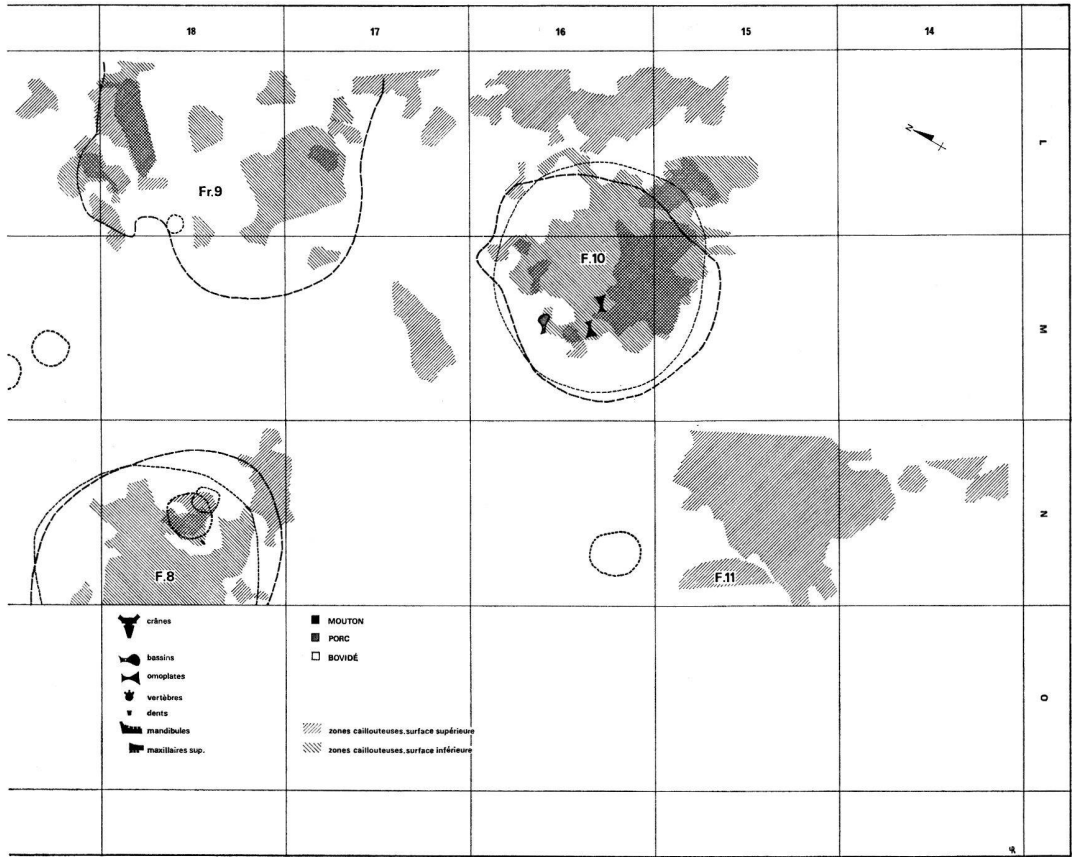 18 17 16 15 14
L
N
Fr.9
F.10
M
N
F.8
F.11
crânes
bassins
omoplates
vertèbres
dents
mandibules
maxillaires sup.
MOUTON
PORC
BOVIDÉ
zones caillouteuses,surface supérieure
zones caillouteuses,surface inférieure
O